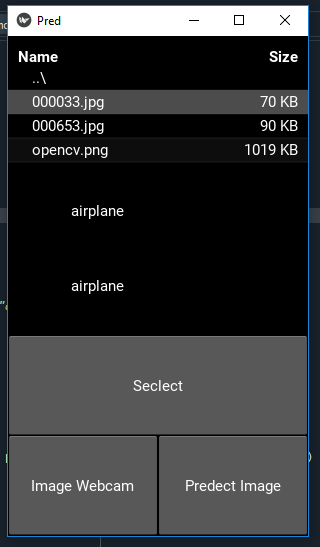 Pred
Name Size
..\
000033.jpg 70 KB
000653.jpg 90 KB
opencv.png 1019 KB
airplane
airplane
Seclect
Image Webcam Predect Image